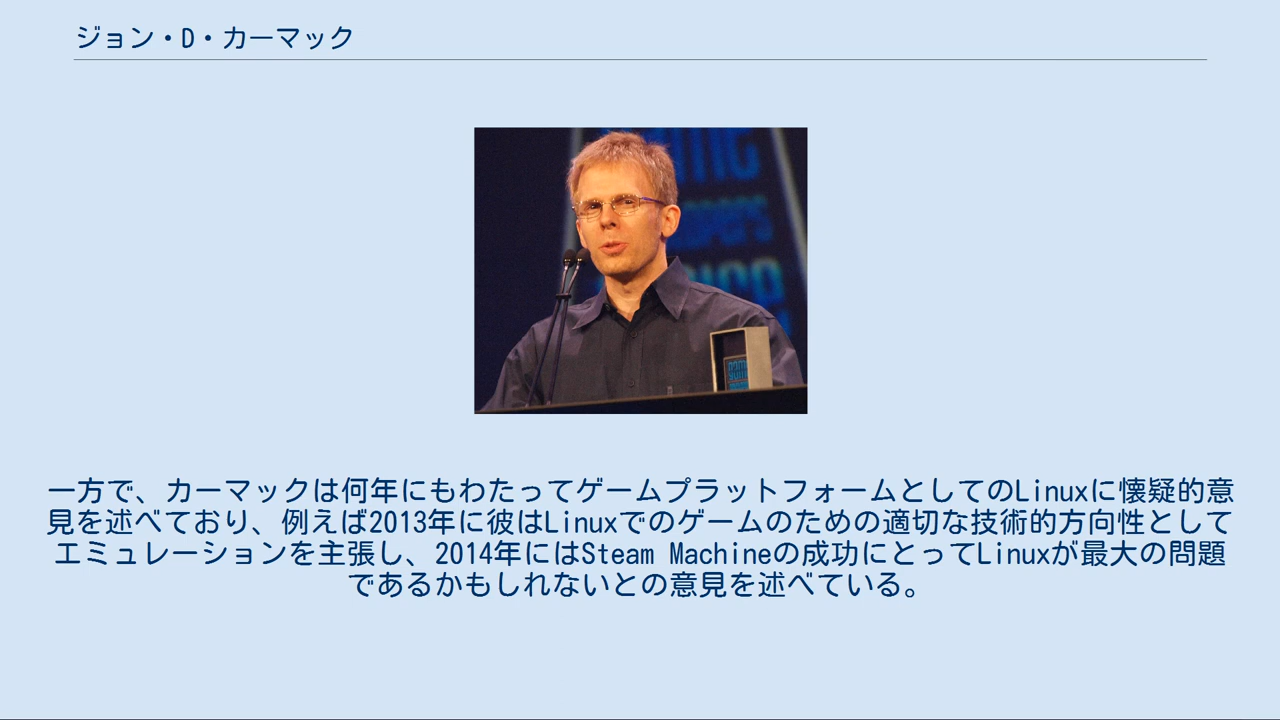 ジョン・D・カーマック
一方で、カーマックは何年にもわたってゲームプラットフォームとしてのLinuxに懐疑的意
見を述べており、例えば2013年に彼はLinuxでのゲームのための適切な技術的方向性として
エミュレーションを主張し、2014年にはSteam Machineの成功にとってLinuxが最大の問題
であるかもしれないとの意見を述べている。